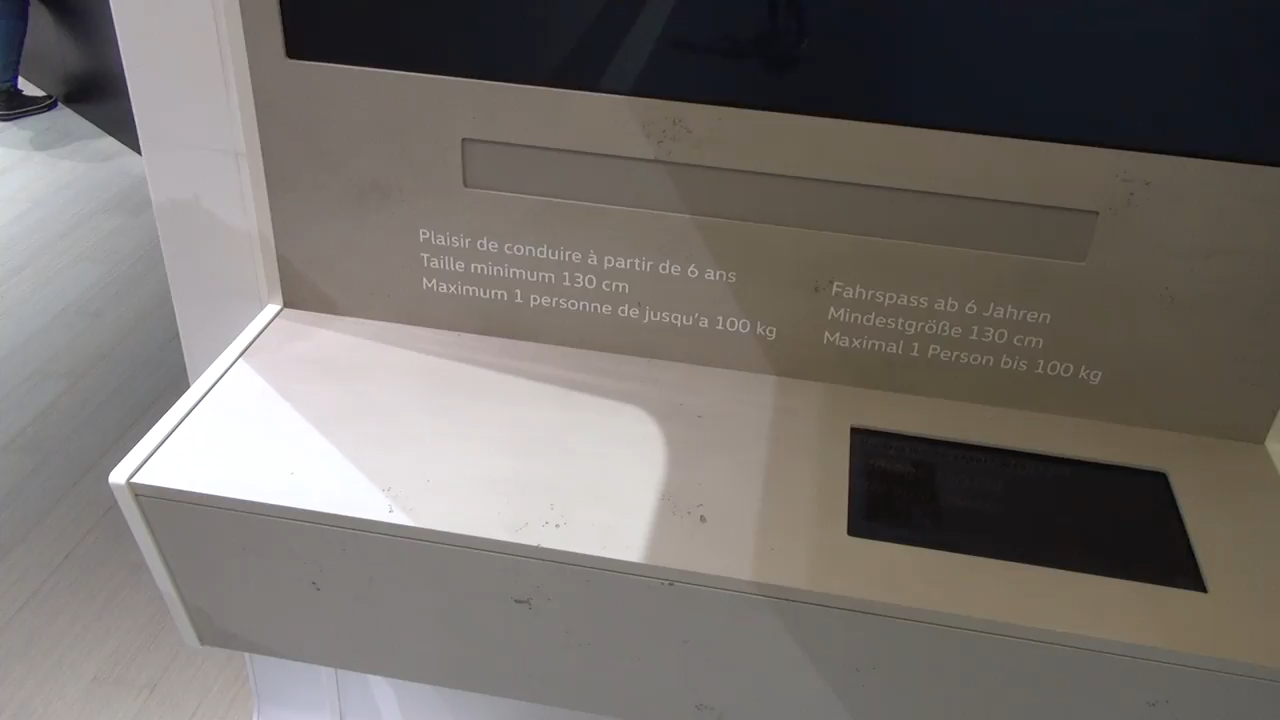 Plaisir de conduire à partir de 6 ans
Taille minimum 130 cm
Maximum 1 personne de jusqu'a 100 kg
Fahrspass ab 6 Jahren
Mindestgröße 130 cm
Maximal 1 Person bis 100 kg